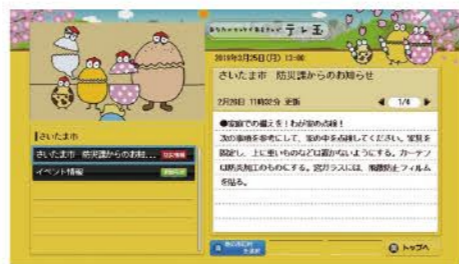 テレ玉
2019年3月25日(月) 13:00
さいたま市 防災課からのお知らせ
2月28日 11時02分 更新
1/4
●家庭での備えを！わが家の点検！
次の事項を参考にして、家の中を点検してください。家具を
固定し、上に重いものなどは置かないようにする。カーテン
は防炎加工のものにする。窓ガラスには、飛散防止フィルム
を貼る。
さいたま市
さいたま市 防災課からのお知...
イベント情報
トップへ